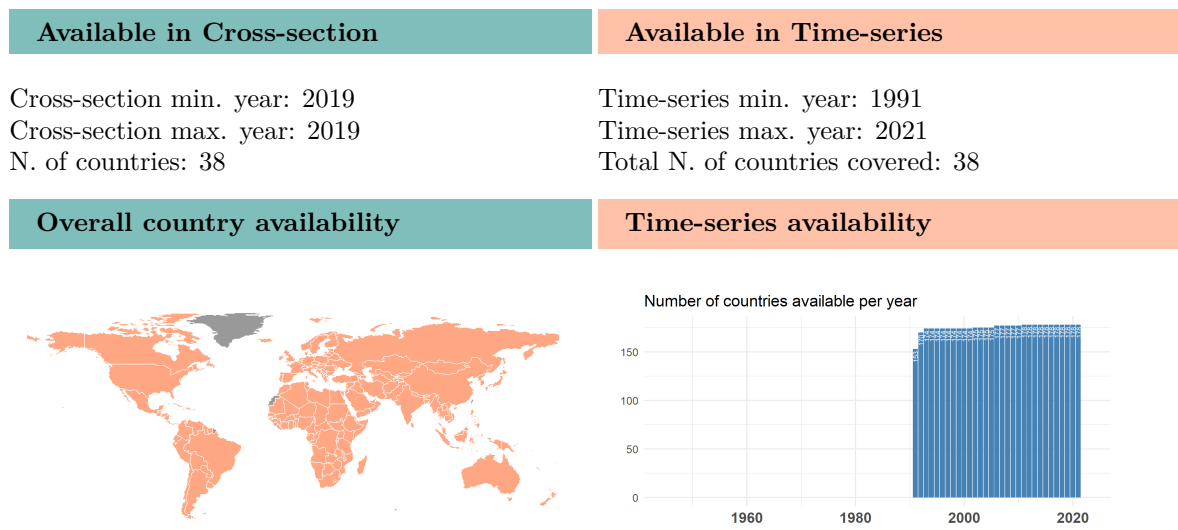 Available in Cross-section
Available in Time-series
Cross-section min. year: 2019
Cross-section max. year: 2019
N. of countries: 38
Time-series min. year: 1991
Time-series max. year: 2021
Total N. of countries covered: 38
Overall country availability
Time-series availability
Number of countries available per year
150
100
50
0
1960
1980
2000
2020